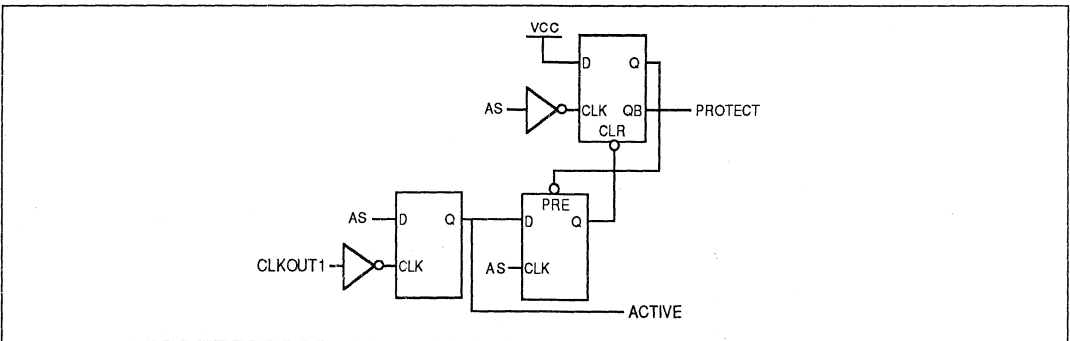 VCC
D Q
AS CLK QB PROTECT
CLR
PRE
AS D Q D Q
CLKOUT1 CLK AS CLK
ACTIVE